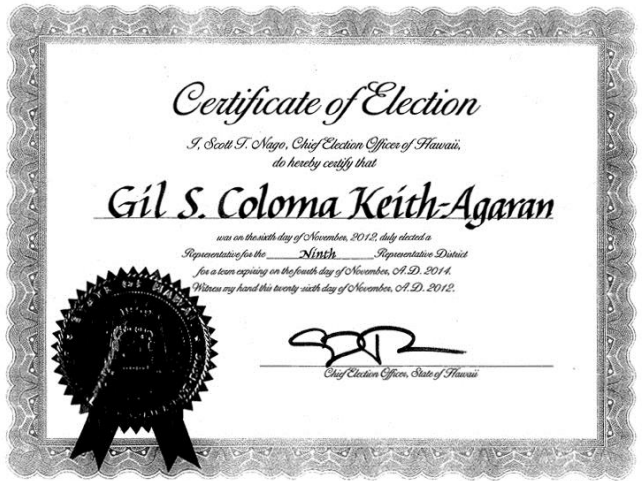 Certificate of Election
I, Scott T. Nago, Chief Election Officer of Hawaii,
do hereby certify that
Gil S. Coloma Keith-Agaran
was on the sixth day of November, 2012, duly elected a
Representative for the Ninth Representative District
for a term expiring on the fourth day of November, A.D. 2014.
Witness my hand this twenty-sixth day of November, A.D. 2012.
Chief Election Officer, State of Hawaii